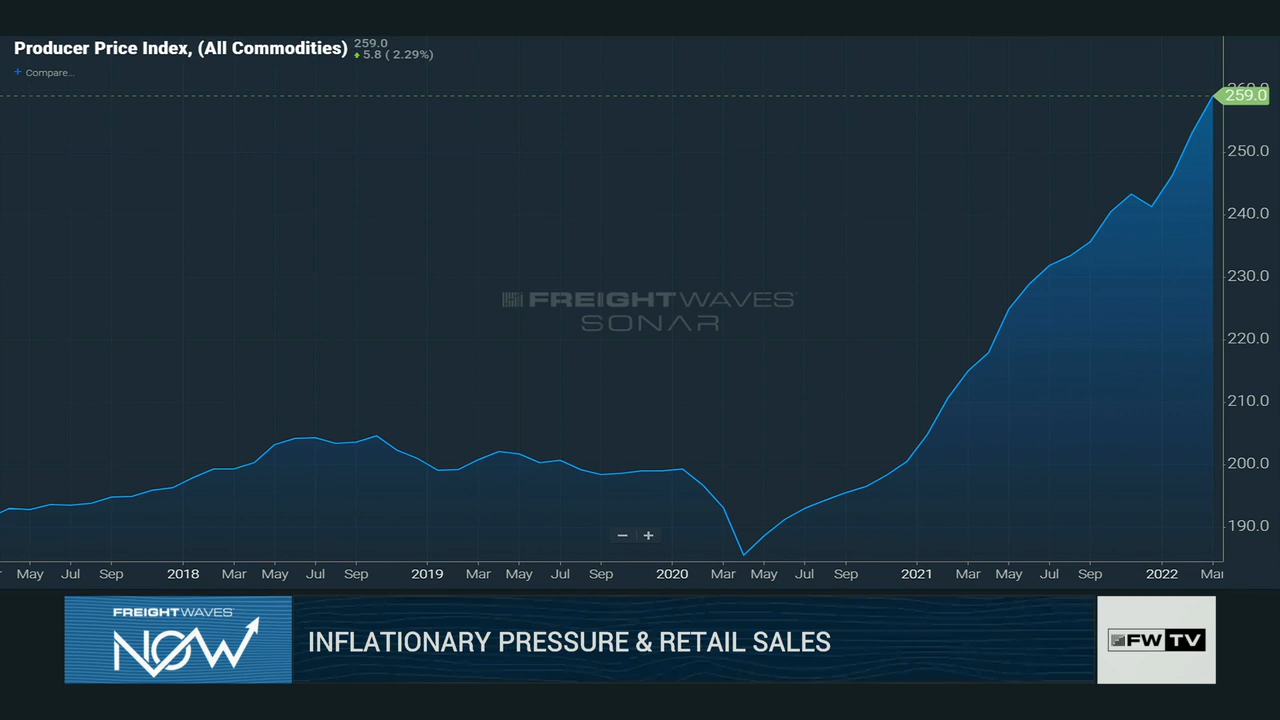 Producer Price Index, (All Commodities) 259.0
5.8 ( 2.29%)
+ Compare...
259.0
250.0
240.0
230.0
220.0
210.0
200.0
190.0
FREIGHTWAVES
SONAR
− +
May Jul Sep 2018 Mar May Jul Sep 2019 Mar May Jul Sep 2020 Mar May Jul Sep 2021 Mar May Jul Sep 2022 Mar
FREIGHTWAVES
NOW
INFLATIONARY PRESSURE & RETAIL SALES
FW TV